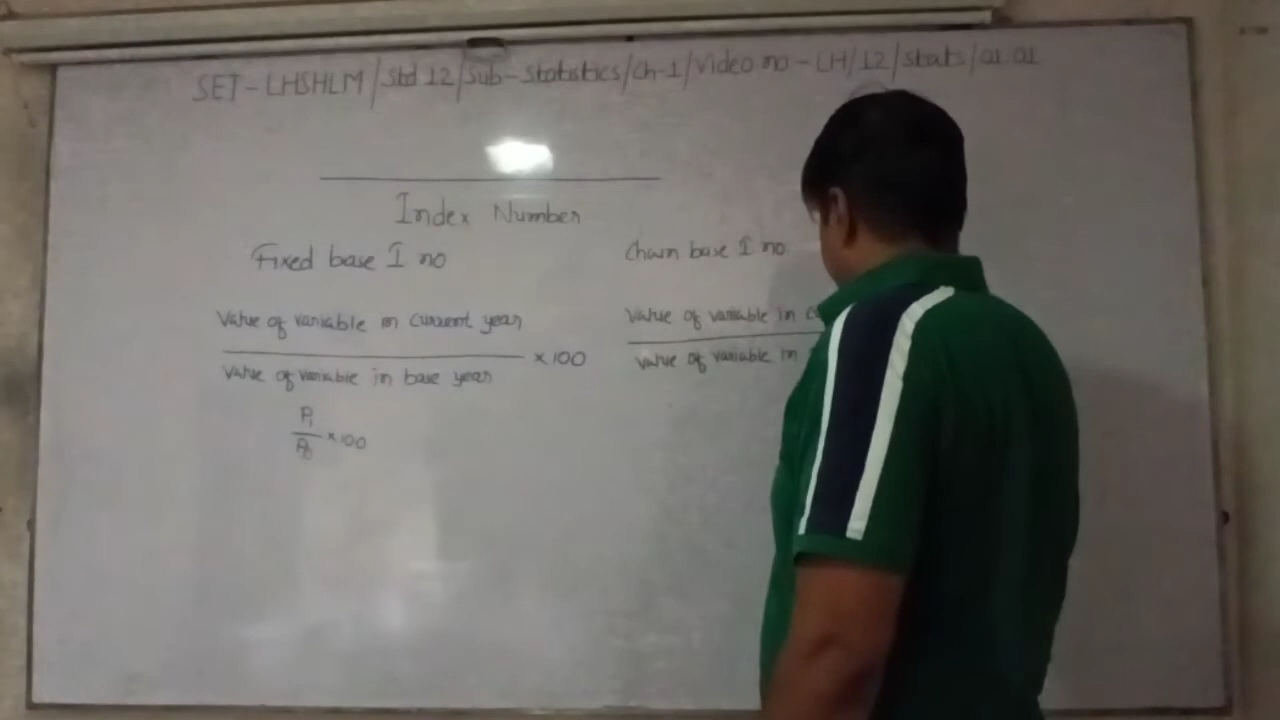 SET - LHSHLM / Std 12 / Sub - Statistics / Ch-1 / Video no - LH / 12 / Stats / 01.01
Index Number
Fixed base I no
Value of variable in current year
Value of variable in base year
× 100
P₁
P₀
× 100
Chain base I no
Value of variable in
Value of variable in